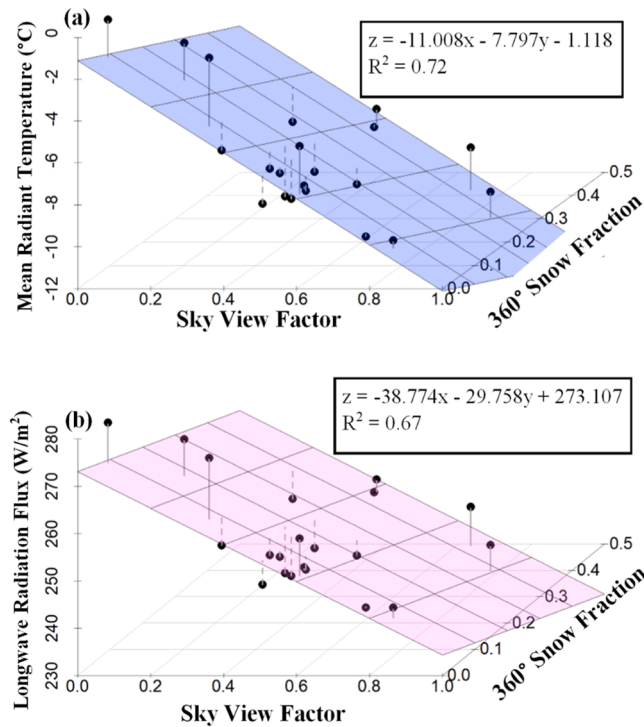 (a)
z = -11.008x - 7.797y - 1.118
R² = 0.72
Mean Radiant Temperature (°C)
0
-2
-4
-6
-8
-10
-12
0.0 0.2 0.4 0.6 0.8 1.0
Sky View Factor
0.0
0.1
0.2
0.3
0.4
0.5
360° Snow Fraction
(b)
z = -38.774x - 29.758y + 273.107
R² = 0.67
Longwave Radiation Flux (W/m²)
280
270
260
250
240
230
0.0 0.2 0.4 0.6 0.8 1.0
Sky View Factor
0.0
0.1
0.2
0.3
0.4
0.5
360° Snow Fraction